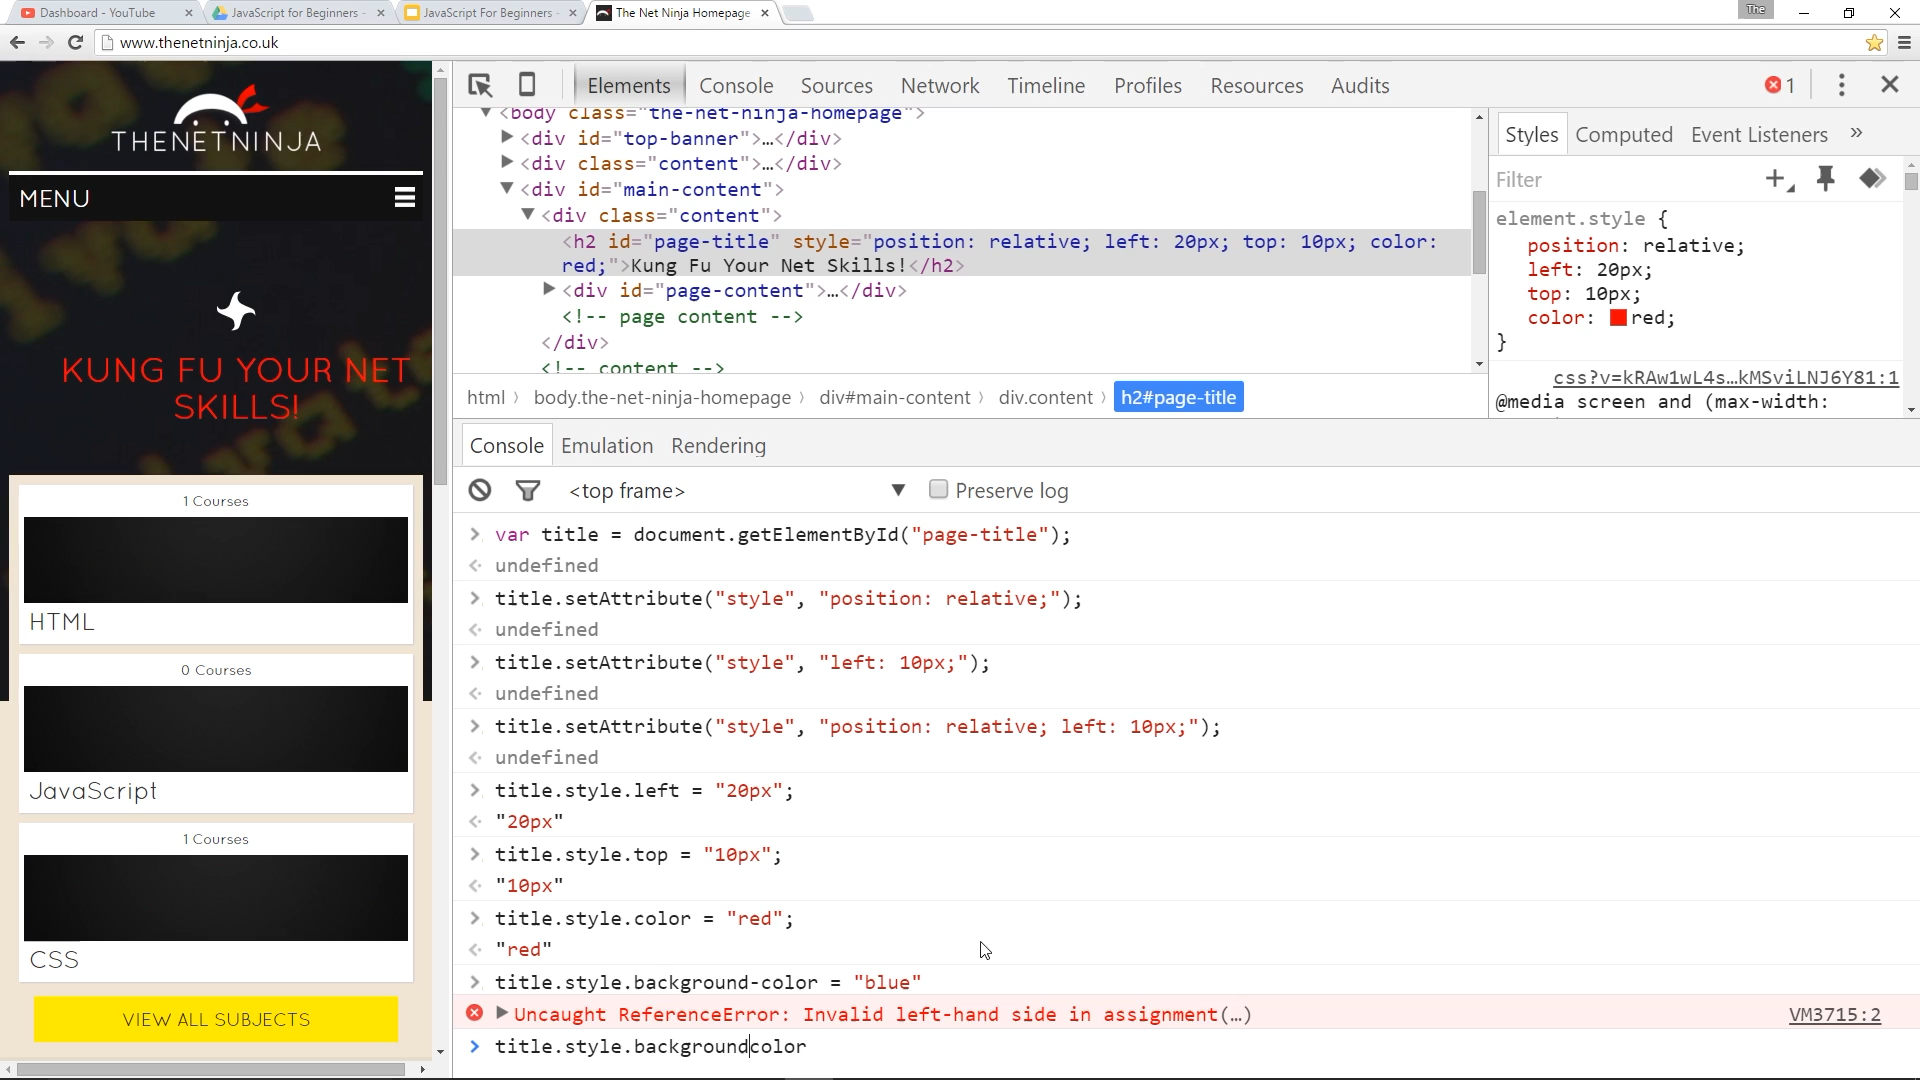 Dashboard - YouTube
JavaScript for Beginners -
JavaScript For Beginners -
The Net Ninja Homepage
The
www.thenetninja.co.uk
THENETNINJA
MENU
KUNG FU YOUR NET
SKILLS!
1 Courses
HTML
0 Courses
JavaScript
1 Courses
CSS
VIEW ALL SUBJECTS
Elements Console Sources Network Timeline Profiles Resources Audits
1
<body class="the-net-ninja-homepage">
<div id="top-banner">…</div>
<div class="content">…</div>
<div id="main-content">
<div class="content">
<h2 id="page-title" style="position: relative; left: 20px; top: 10px; color:
red;">Kung Fu Your Net Skills!</h2>
<div id="page-content">…</div>
<!-- page content -->
</div>
<!-- content -->
html body.the-net-ninja-homepage div#main-content div.content h2#page-title
Styles Computed Event Listeners »
Filter
element.style {
position: relative;
left: 20px;
top: 10px;
color: red;
}
css?v=kRAw1wL4s…kMSviLNJ6Y81:1
@media screen and (max-width:
Console Emulation Rendering
<top frame> Preserve log
var title = document.getElementById("page-title");
undefined
title.setAttribute("style", "position: relative;");
undefined
title.setAttribute("style", "left: 10px;");
undefined
title.setAttribute("style", "position: relative; left: 10px;");
undefined
title.style.left = "20px";
"20px"
title.style.top = "10px";
"10px"
title.style.color = "red";
"red"
title.style.background-color = "blue"
Uncaught ReferenceError: Invalid left-hand side in assignment(…) VM3715:2
title.style.backgroundcolor